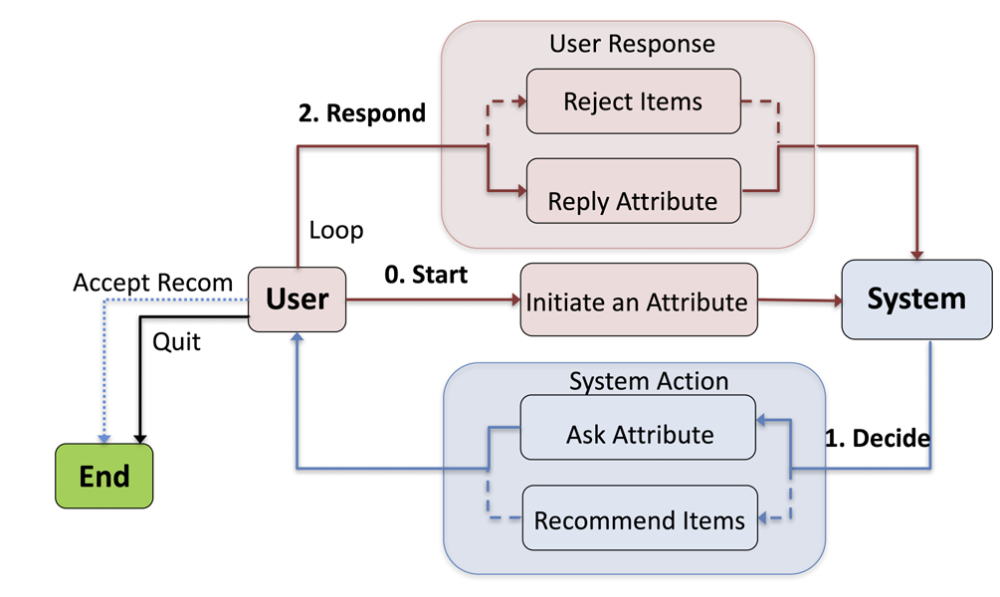 User Response
Reject Items
2. Respond
Reply Attribute
Loop
Accept Recom
0. Start
User
Initiate an Attribute
System
Quit
System Action
Ask Attribute
1. Decide
End
Recommend Items